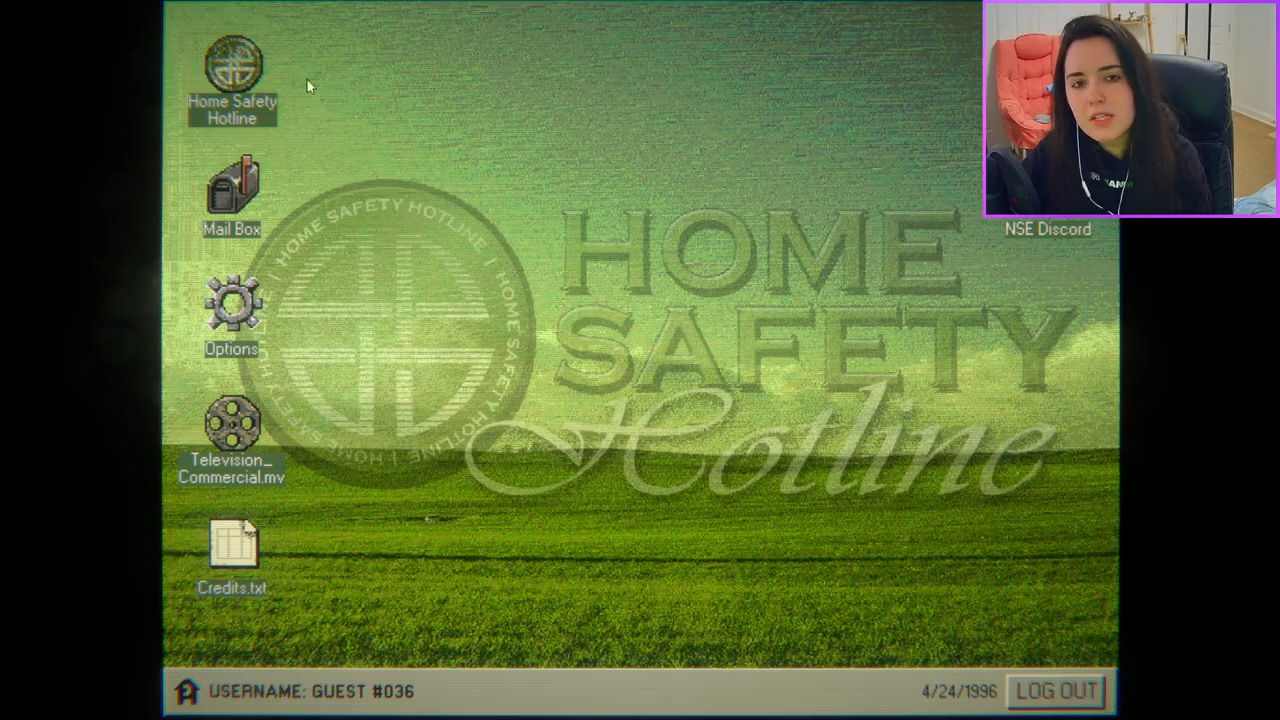 Home Safety
Hotline
Mail Box
Options
Television_
Commercial.mv
Credits.txt
HOME SAFETY HOTLINE | HOME SAFETY HOTLINE | HOME SAFETY HOTLINE |
HOME
SAFETY
Hotline
NSE Discord
USERNAME: GUEST #036
4/24/1996
LOG OUT